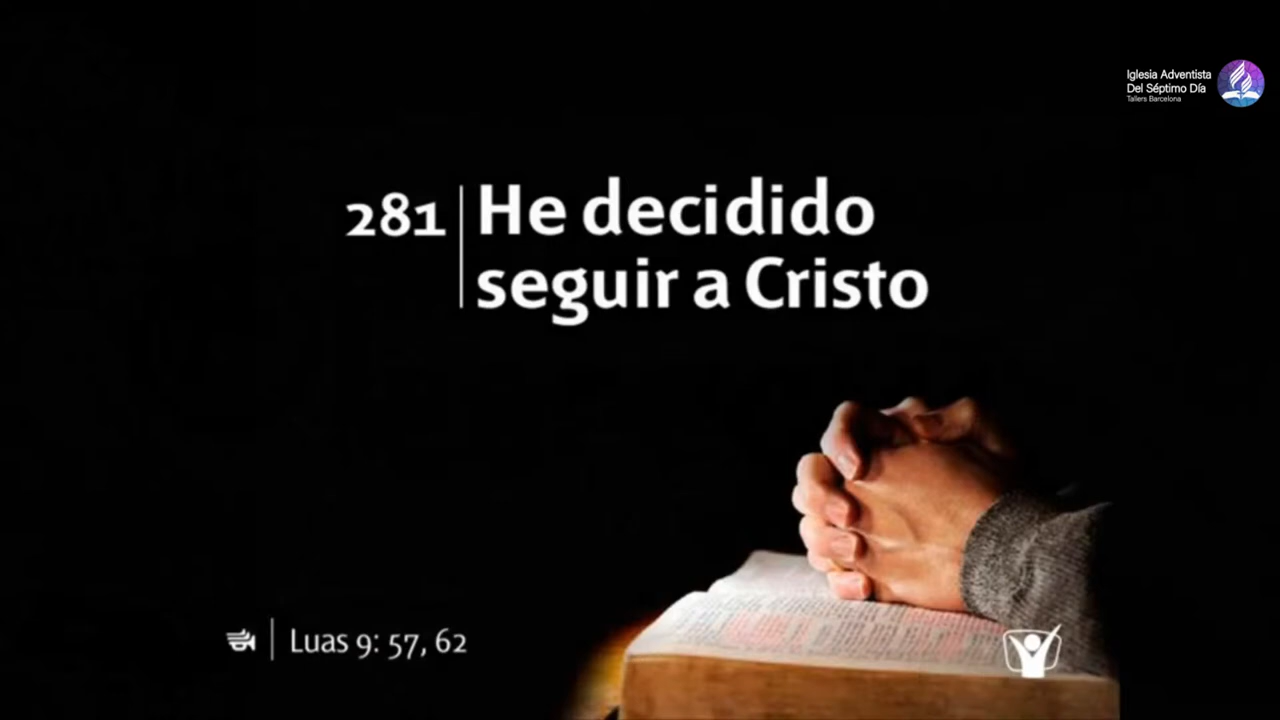 Iglesia Adventista
Del Séptimo Día
Tallers Barcelona
281 He decidido
seguir a Cristo
Luas 9: 57, 62